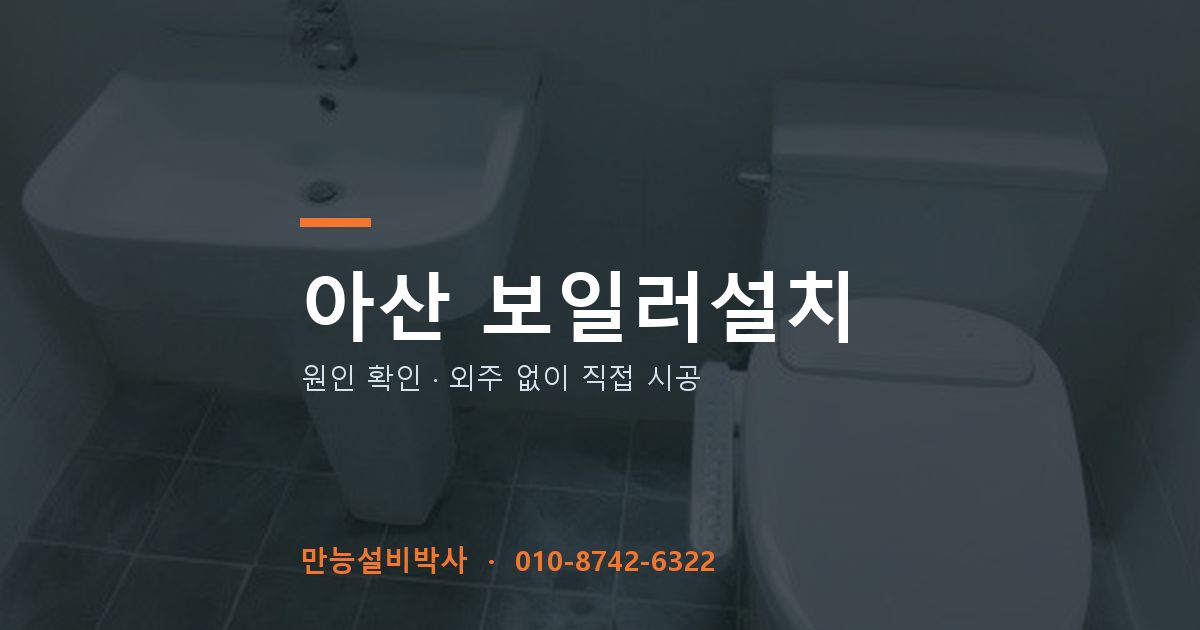 아산 보일러설치
원인 확인 · 외주 없이 직접 시공
만능설비박사 · 010-8742-6322